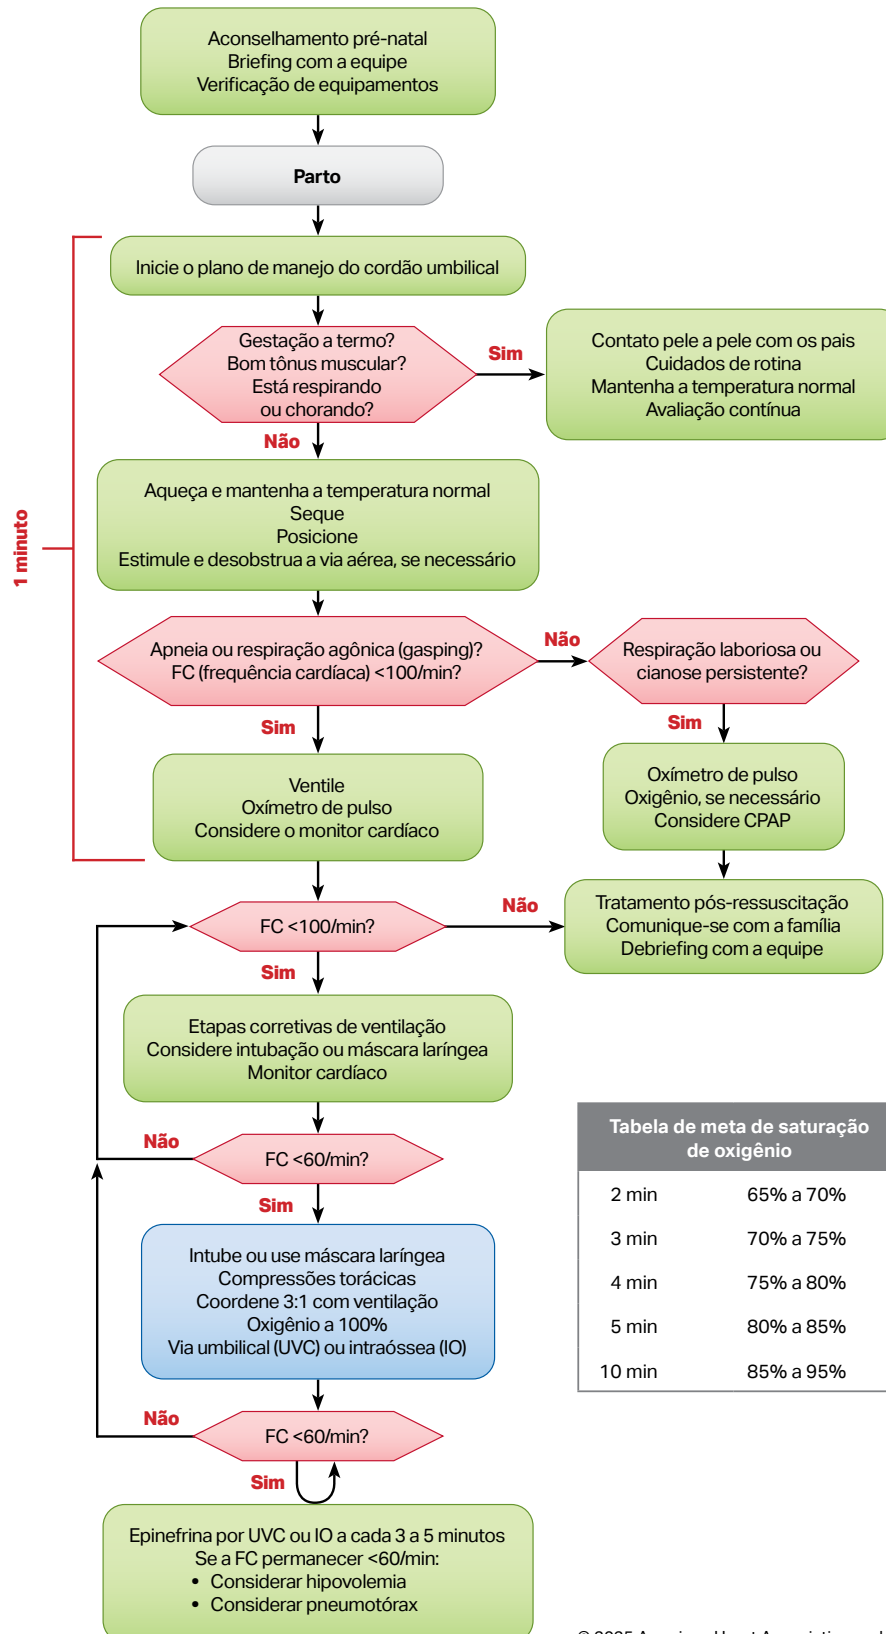 Aconselhamento pré-natal
Briefing com a equipe
Verificação de equipamentos
Parto
Inicie o plano de manejo do cordão umbilical
Gestação a termo?
Bom tônus muscular?
Está respirando
ou chorando?
Sim
Contato pele a pele com os pais
Cuidados de rotina
Mantenha a temperatura normal
Avaliação contínua
Não
Aqueça e mantenha a temperatura normal
Seque
Posicione
Estimule e desobstrua a via aérea, se necessário
1 minuto
Apneia ou respiração agônica (gasping)?
FC (frequência cardíaca) <100/min?
Não
Respiração laboriosa ou
cianose persistente?
Sim
Sim
Ventile
Oxímetro de pulso
Considere o monitor cardíaco
Oxímetro de pulso
Oxigênio, se necessário
Considere CPAP
FC <100/min?
Não
Tratamento pós-ressuscitação
Comunique-se com a família
Debriefing com a equipe
Sim
Etapas corretivas de ventilação
Considere intubação ou máscara laríngea
Monitor cardíaco
Não
FC <60/min?
Sim
Intube ou use máscara laríngea
Compressões torácicas
Coordene 3:1 com ventilação
Oxigênio a 100%
Via umbilical (UVC) ou intraóssea (IO)
Não
FC <60/min?
Sim
Epinefrina por UVC ou IO a cada 3 a 5 minutos
Se a FC permanecer <60/min:
• Considerar hipovolemia
• Considerar pneumotórax
Tabela de meta de saturação
de oxigênio
2 min 65% a 70%
3 min 70% a 75%
4 min 75% a 80%
5 min 80% a 85%
10 min 85% a 95%